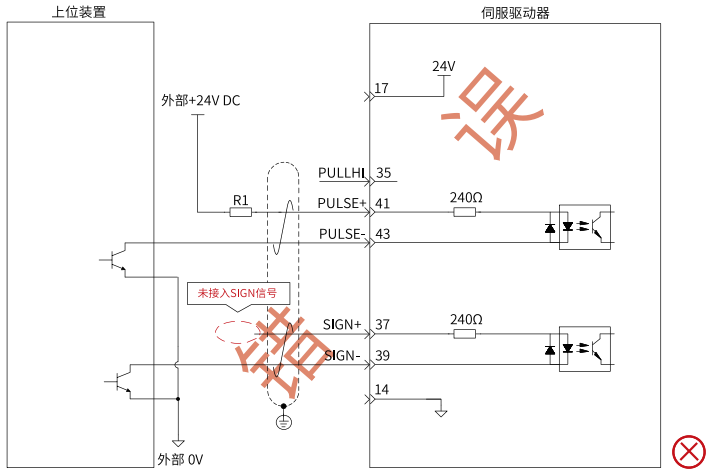 上位装置
伺服驱动器
24V
17
外部+24V DC
PULLHI
35
R1
PULSE+
41
240Ω
PULSE-
43
未接入SIGN信号
SIGN+
37
240Ω
SIGN-
39
14
外部 0V
错误